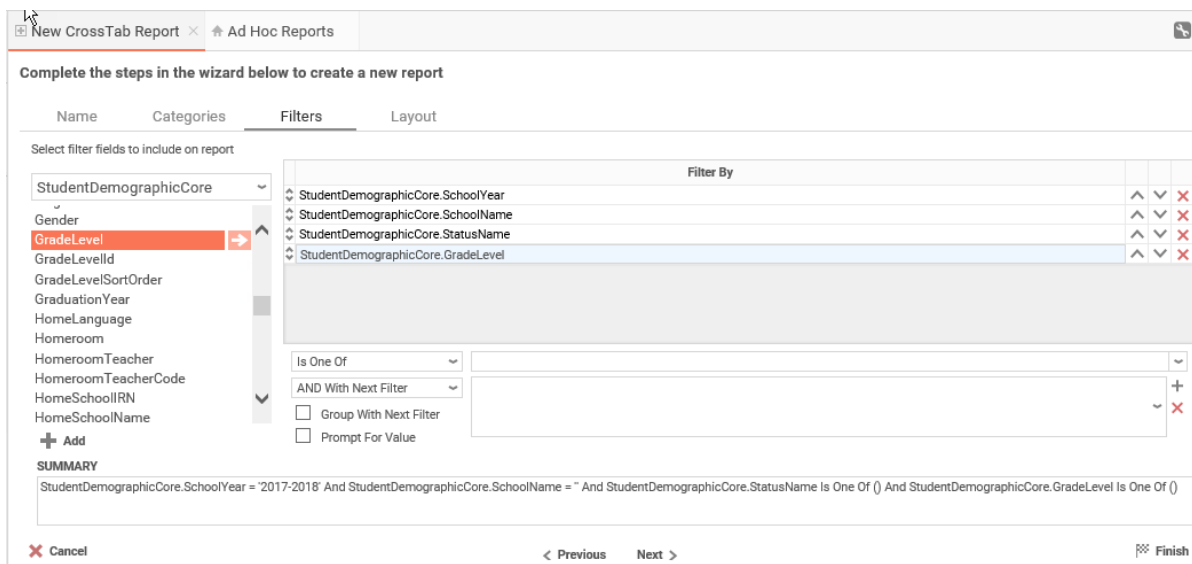 New CrossTab Report
Ad Hoc Reports
Complete the steps in the wizard below to create a new report
Name Categories Filters Layout
Select filter fields to include on report
StudentDemographicCore
Gender
GradeLevel
GradeLevelId
GradeLevelSortOrder
GraduationYear
HomeLanguage
Homeroom
HomeroomTeacher
HomeroomTeacherCode
HomeSchoolIRN
HomeSchoolName
Add
Filter By
StudentDemographicCore.SchoolYear
StudentDemographicCore.SchoolName
StudentDemographicCore.StatusName
StudentDemographicCore.GradeLevel
Is One Of
AND With Next Filter
Group With Next Filter
Prompt For Value
SUMMARY
StudentDemographicCore.SchoolYear = '2017-2018' And StudentDemographicCore.SchoolName = '' And StudentDemographicCore.StatusName Is One Of () And StudentDemographicCore.GradeLevel Is One Of ()
Cancel
< Previous Next >
Finish